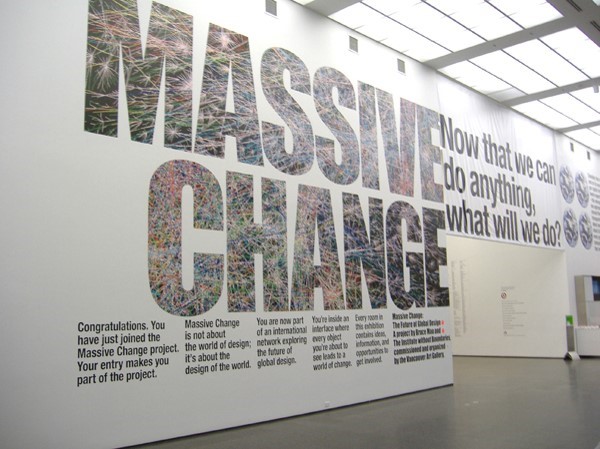 MASSIVE
CHANGE
Now that we can
do anything,
what will we do?
Congratulations. You
have just joined the
Massive Change project.
Your entry makes you
part of the project.
Massive Change
is not about
the world of design;
it's about the
design of the world.
You are now part
of an international
network exploring
the future of
global design.
You're inside an
interface where
every object
you're about to
see leads to a
world of change.
Every room in
this exhibition
contains ideas,
information, and
opportunities to
get involved.
Massive Change:
The Future of Global Design
A project by Bruce Mau and
the Institute without Boundaries,
commissioned and organized
by the Vancouver Art Gallery.